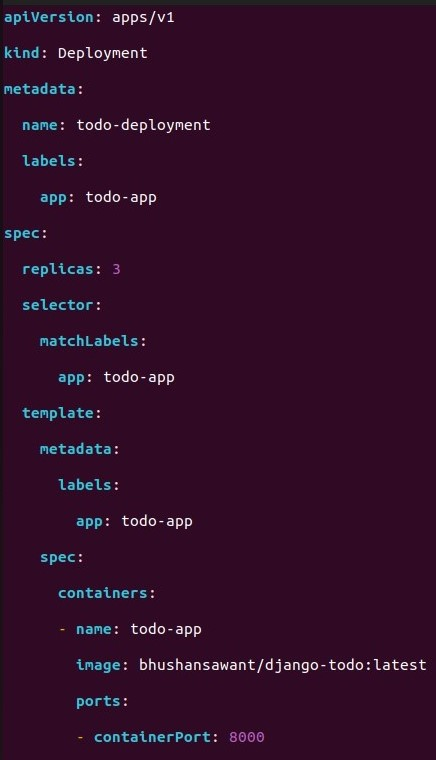 apiVersion: apps/v1
kind: Deployment
metadata:
  name: todo-deployment
  labels:
    app: todo-app
spec:
  replicas: 3
  selector:
    matchLabels:
      app: todo-app
  template:
    metadata:
      labels:
        app: todo-app
    spec:
      containers:
      - name: todo-app
        image: bhushansawant/django-todo:latest
        ports:
        - containerPort: 8000